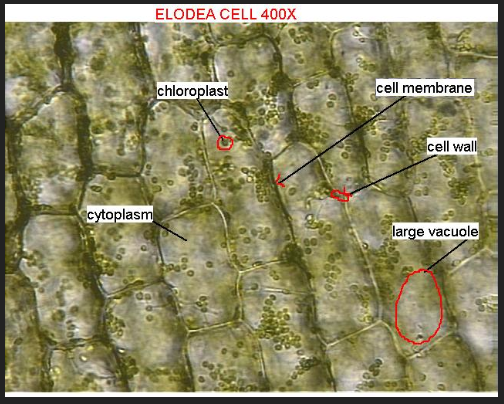 ELODEA CELL 400X
chloroplast
cell membrane
cell wall
cytoplasm
large vacuole